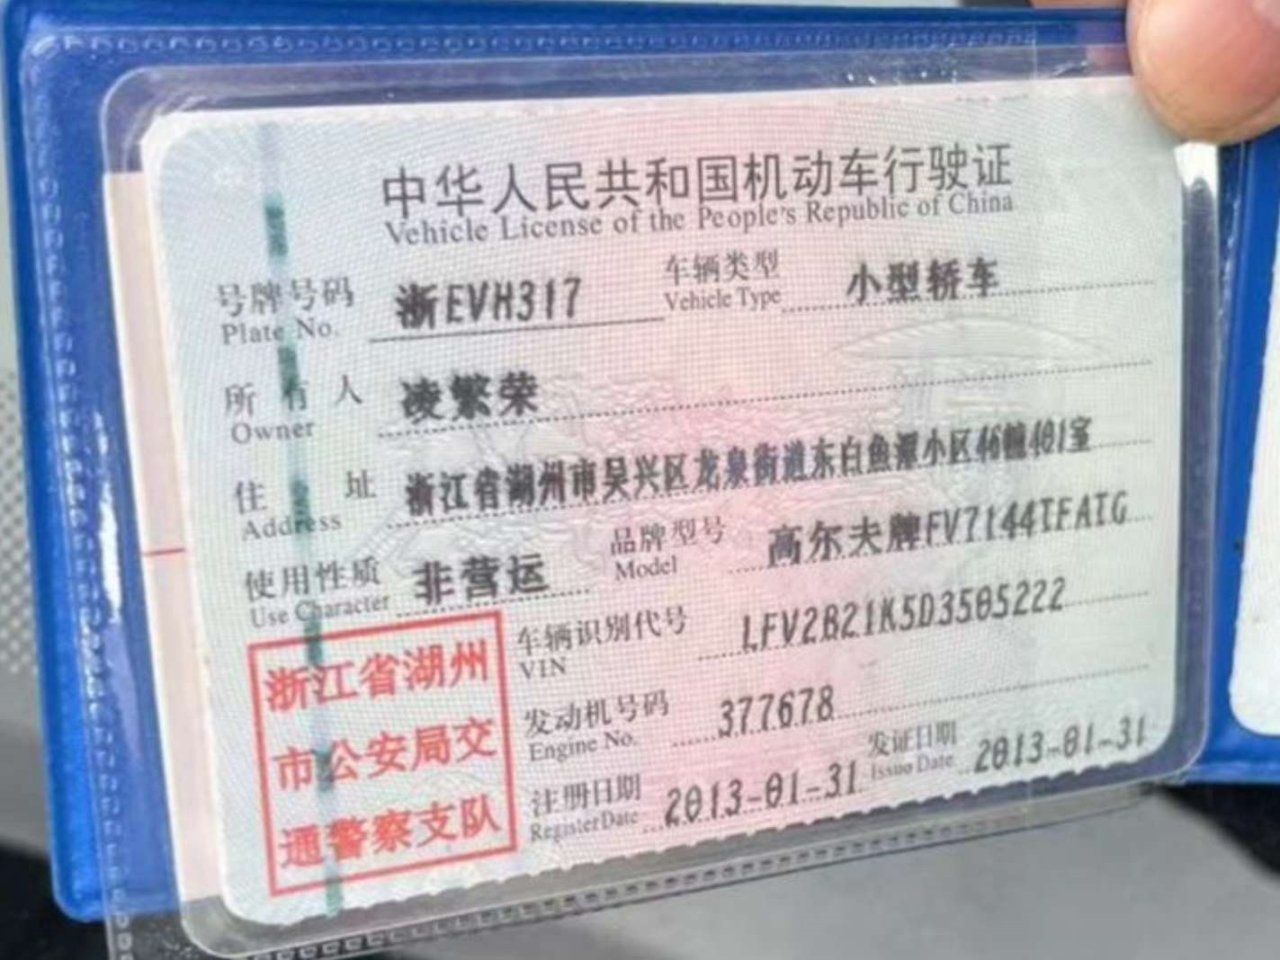 中华人民共和国机动车行驶证
Vehicle License of the People's Republic of China
号牌号码 浙EVH317 车辆类型 小型轿车
Plate No. Vehicle Type
所有人 凌繁荣
Owner
住址 浙江省湖州市吴兴区龙泉街道东白鱼潭小区46幢401室
Address
使用性质 非营运 品牌型号 高尔夫牌FV7144TFATG
Use Character Model
浙江省湖州
市公安局交
通警察支队
车辆识别代号 LFV2B21K5D3505222
VIN
发动机号码 377678
Engine No.
注册日期 2013-01-31 发证日期 2013-01-31
Register Date Issue Date